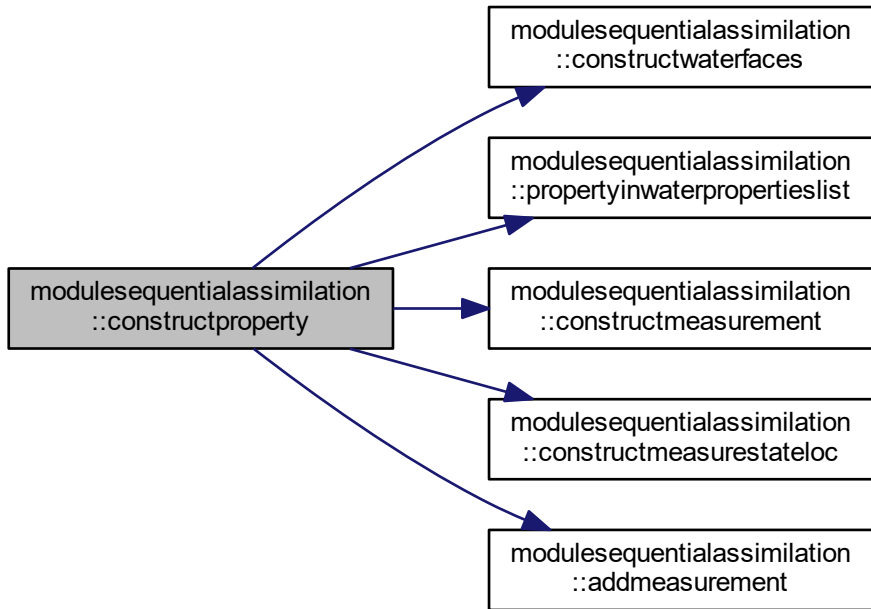 modulesequentialassimilation
::constructwaterfaces
modulesequentialassimilation
::propertyinwaterpropertieslist
modulesequentialassimilation
::constructproperty
modulesequentialassimilation
::constructmeasurement
modulesequentialassimilation
::constructmeasurestateloc
modulesequentialassimilation
::addmeasurement